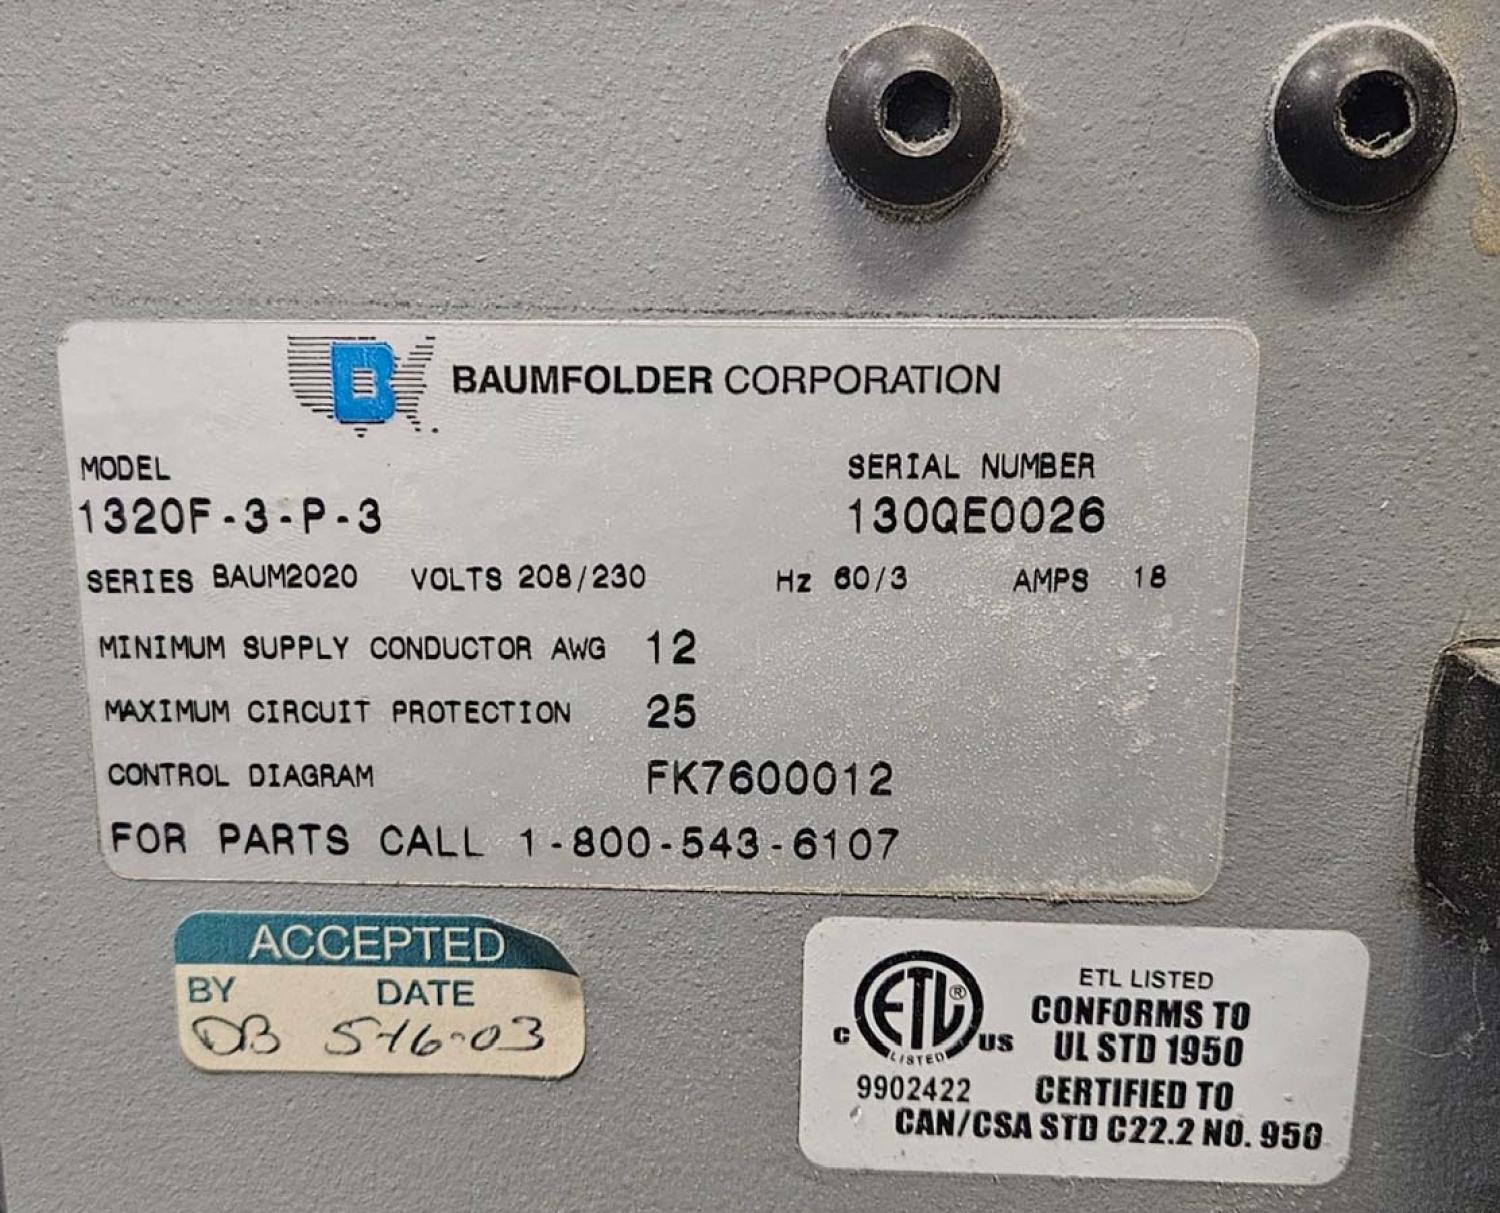 B BAUMFOLDER CORPORATION
MODEL SERIAL NUMBER
1320F-3-P-3 130QE0026
SERIES BAUM2020 VOLTS 208/230 Hz 60/3 AMPS 18
MINIMUM SUPPLY CONDUCTOR AWG 12
MAXIMUM CIRCUIT PROTECTION 25
CONTROL DIAGRAM FK7600012
FOR PARTS CALL 1-800-543-6107
ACCEPTED
BY DATE
DB 5-16-03
ETL LISTED
CONFORMS TO
UL STD 1950
C ETL® US
LISTED
9902422 CERTIFIED TO
CAN/CSA STD C22.2 NO. 950